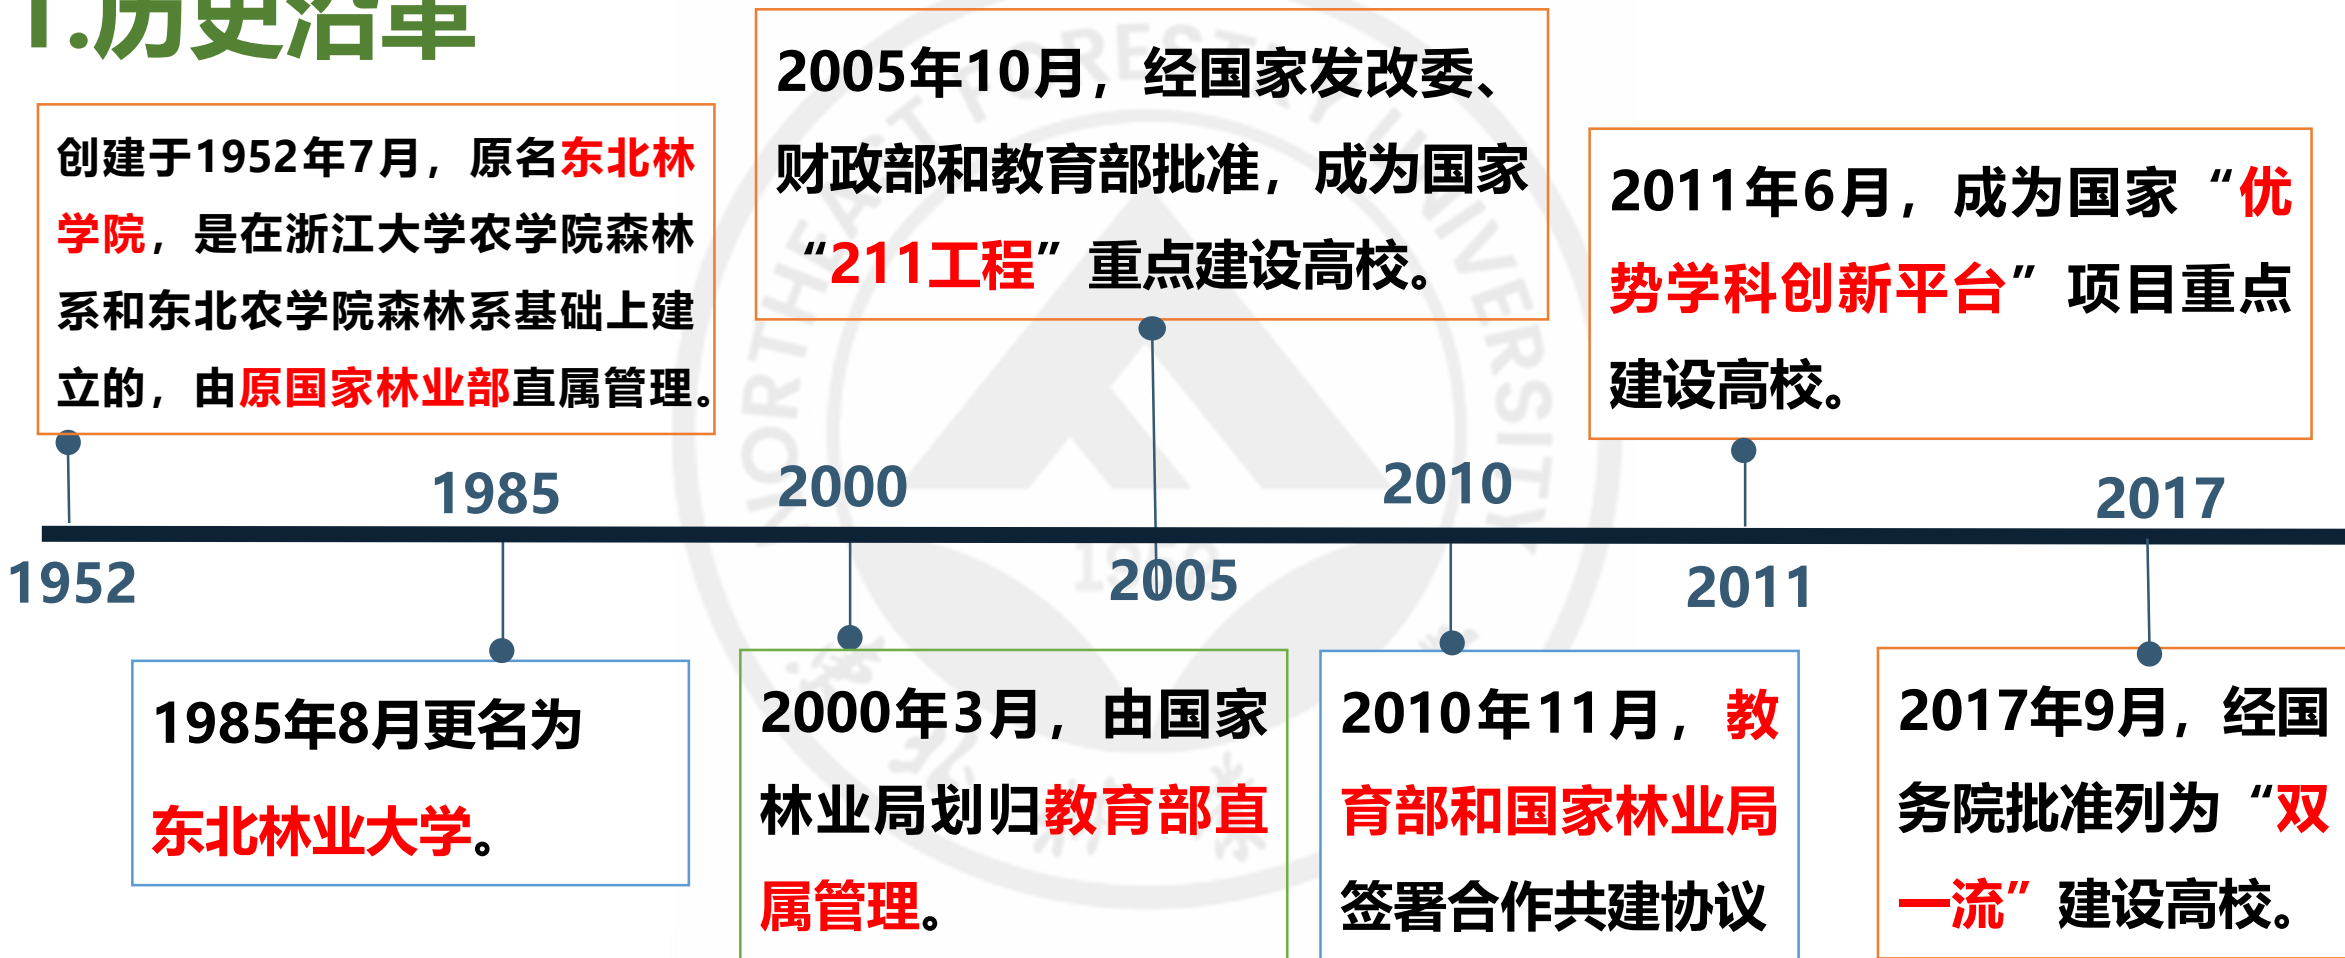 1.历史沿革
创建于1952年7月，原名东北林
学院，是在浙江大学农学院森林
系和东北农学院森林系基础上建
立的，由原国家林业部直属管理。
2005年10月，经国家发改委、
财政部和教育部批准，成为国家
“211工程”重点建设高校。
2011年6月，成为国家“优
势学科创新平台”项目重点
建设高校。
1985
2000
2010
2017
1952
2005
2011
1985年8月更名为
东北林业大学。
2000年3月，由国家
林业局划归教育部直
属管理。
2010年11月，教
育部和国家林业局
签署合作共建协议
2017年9月，经国
务院批准列为“双
一流”建设高校。
NORTHEAST FORESTRY UNIVERSITY
1952